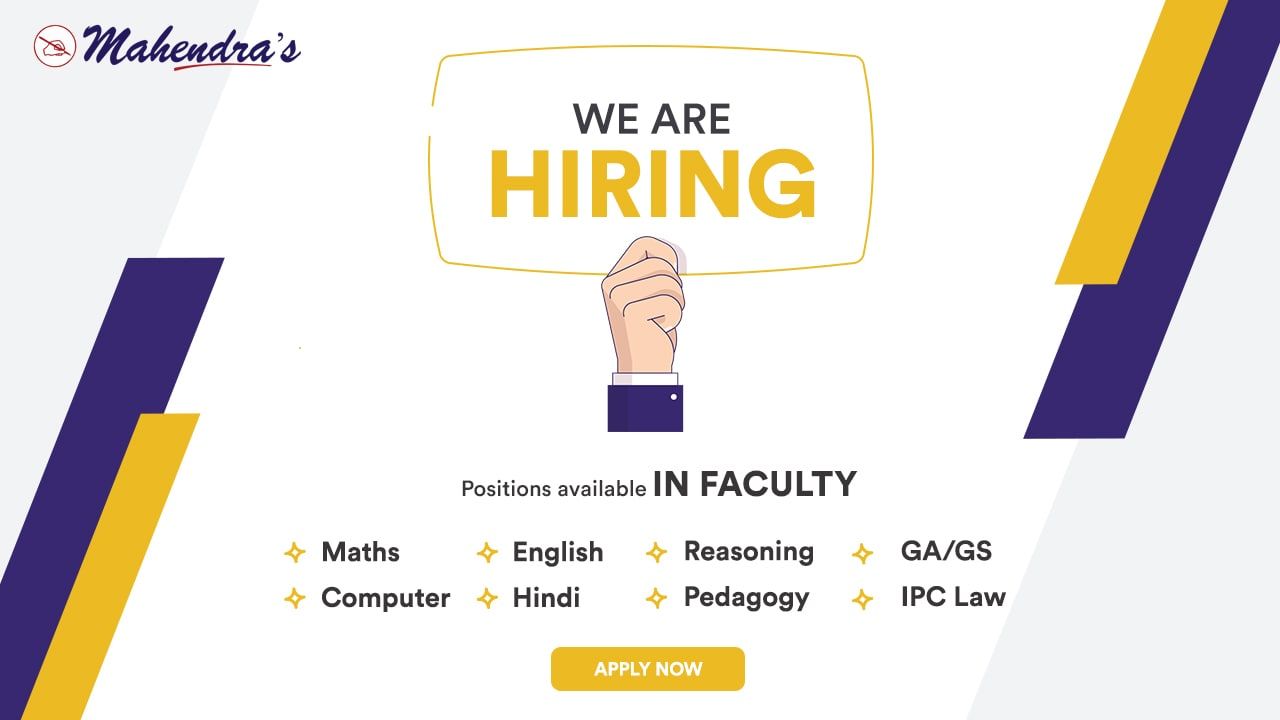 Mahendra's
WE ARE
HIRING
Positions available IN FACULTY
Maths English Reasoning GA/GS
Computer Hindi Pedagogy IPC Law
APPLY NOW